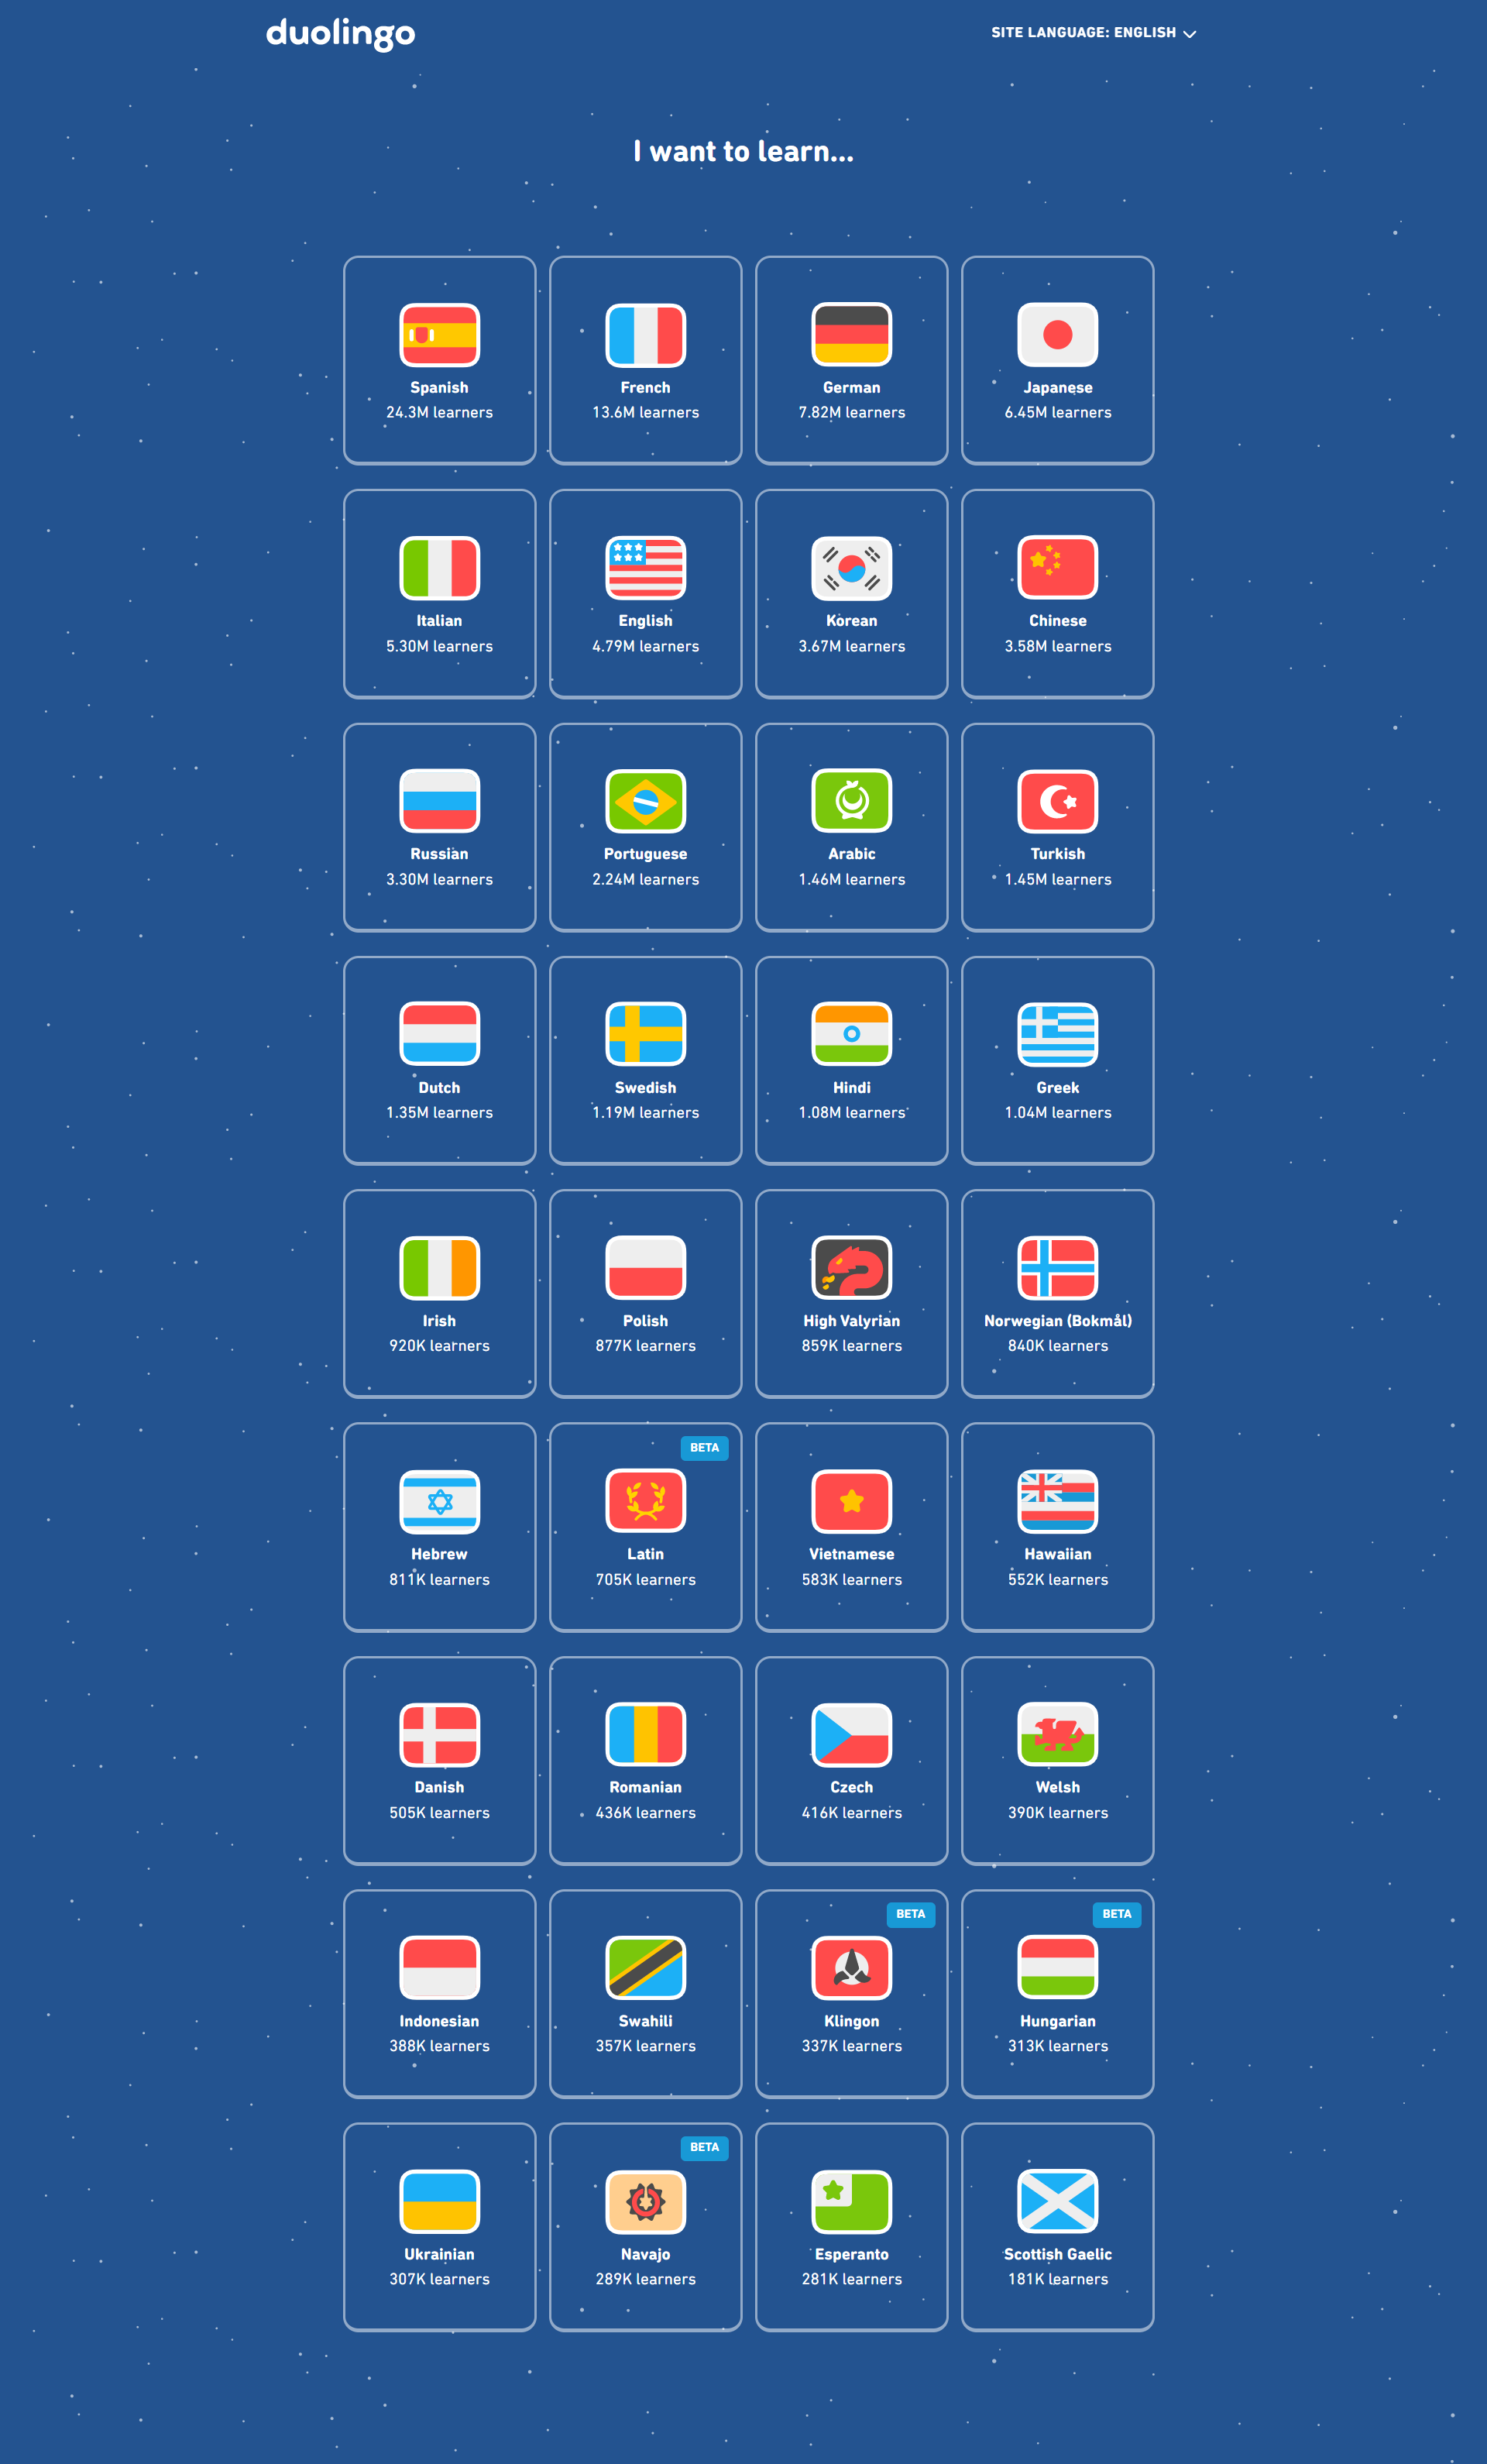 duolingo
SITE LANGUAGE: ENGLISH
I want to learn...
Spanish
24.3M learners
French
13.6M learners
German
7.82M learners
Japanese
6.45M learners
Italian
5.30M learners
English
4.79M learners
Korean
3.67M learners
Chinese
3.58M learners
Russian
3.30M learners
Portuguese
2.24M learners
Arabic
1.46M learners
Turkish
1.45M learners
Dutch
1.35M learners
Swedish
1.19M learners
Hindi
1.08M learners
Greek
1.04M learners
Irish
920K learners
Polish
877K learners
High Valyrian
859K learners
Norwegian (Bokmål)
840K learners
Hebrew
811K learners
BETA
Latin
705K learners
Vietnamese
583K learners
Hawaiian
552K learners
Danish
505K learners
Romanian
436K learners
Czech
416K learners
Welsh
390K learners
Indonesian
388K learners
Swahili
357K learners
BETA
Klingon
337K learners
BETA
Hungarian
313K learners
Ukrainian
307K learners
BETA
Navajo
289K learners
Esperanto
281K learners
Scottish Gaelic
181K learners